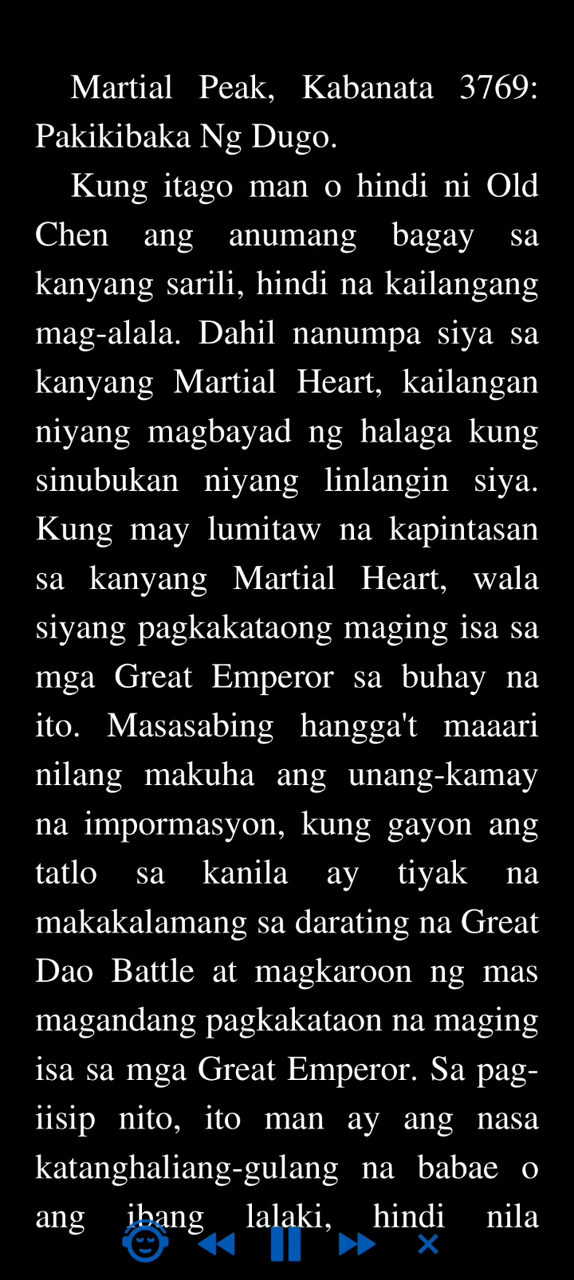 Martial Peak, Kabanata 3769:
Pakikibaka Ng Dugo.
Kung itago man o hindi ni Old
Chen ang anumang bagay sa
kanyang sarili, hindi na kailangang
mag-alala. Dahil nanumpa siya sa
kanyang Martial Heart, kailangan
niyang magbayad ng halaga kung
sinubukan niyang linlangin siya.
Kung may lumitaw na kapintasan
sa kanyang Martial Heart, wala
siyang pagkakataong maging isa sa
mga Great Emperor sa buhay na
ito. Masasabing hangga't maaari
nilang makuha ang unang-kamay
na impormasyon, kung gayon ang
tatlo sa kanila ay tiyak na
makakalamang sa darating na Great
Dao Battle at magkaroon ng mas
magandang pagkakataon na maging
isa sa mga Great Emperor. Sa pag-
iisip nito, ito man ay ang nasa
katanghaliang-gulang na babae o
ang ibang lalaki, hindi nila